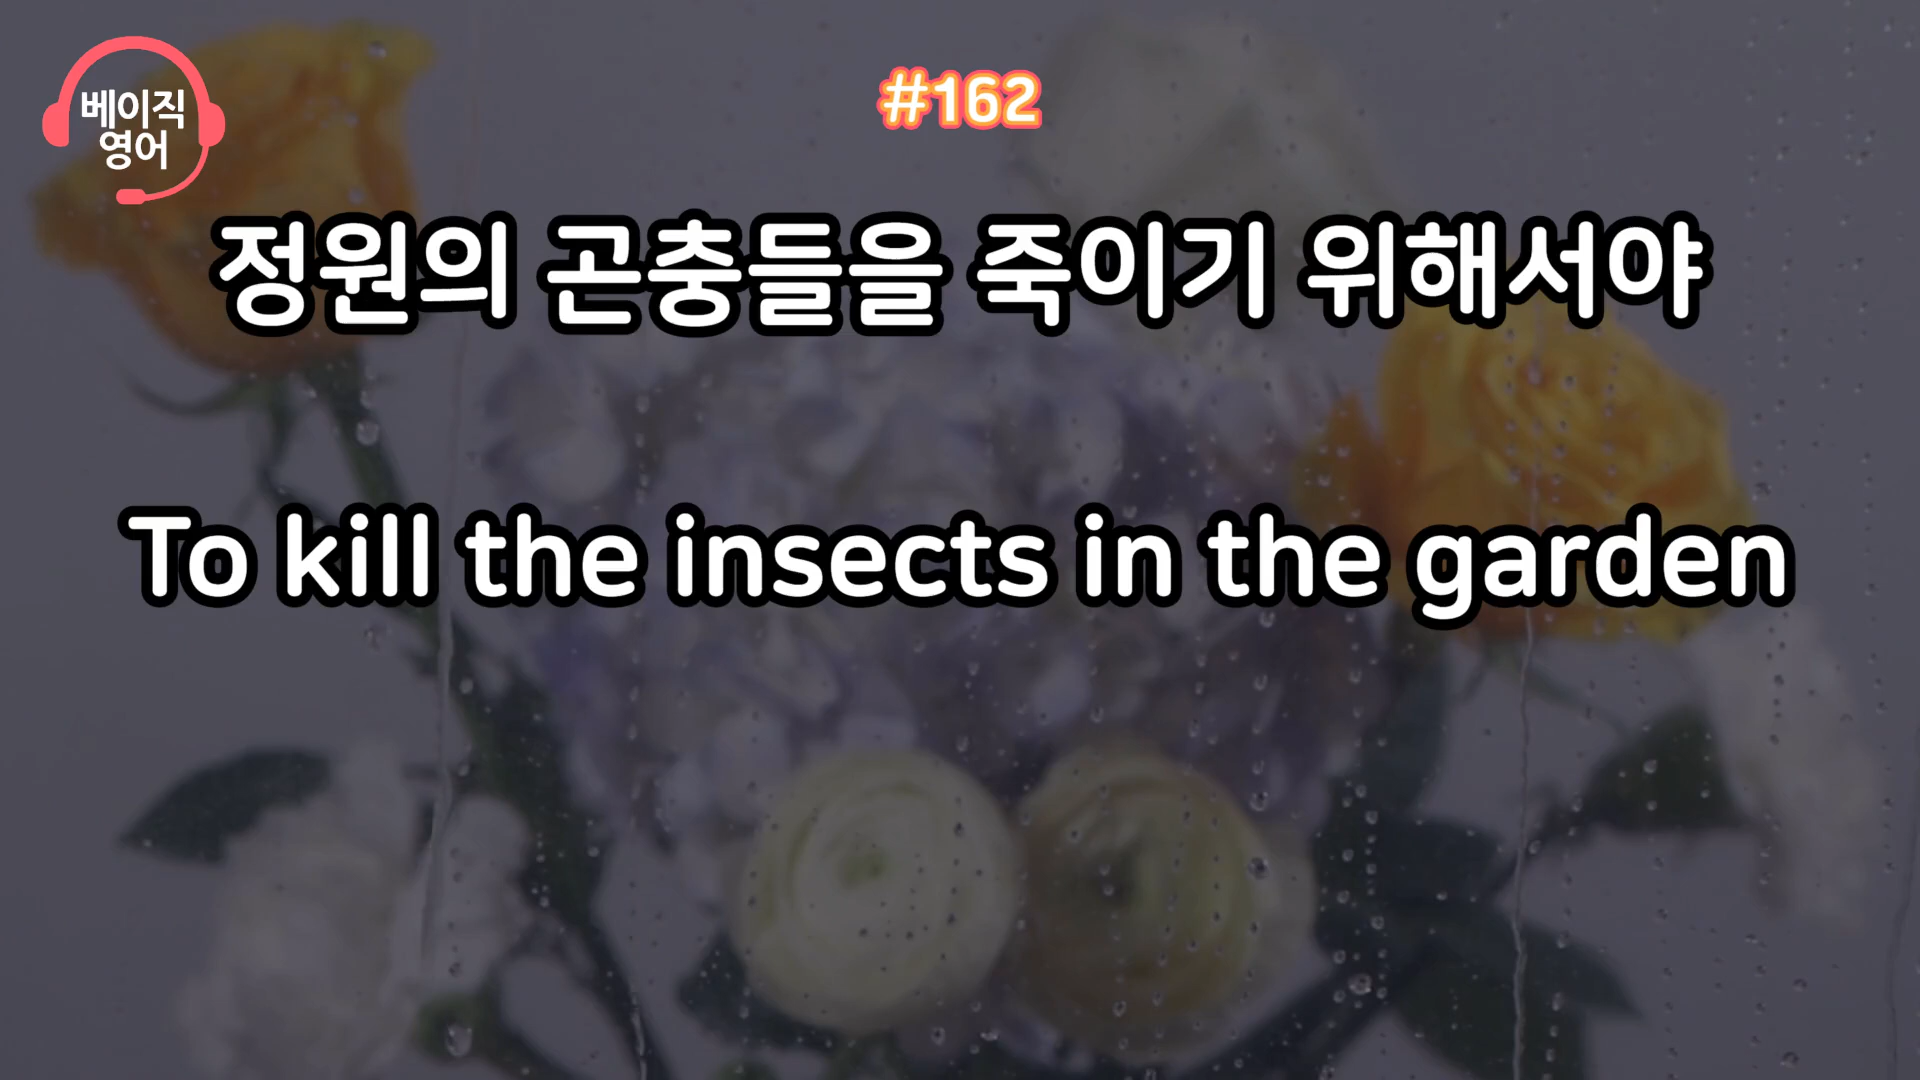 베이직
영어
#162
정원의 곤충들을 죽이기 위해서야
To kill the insects in the garden